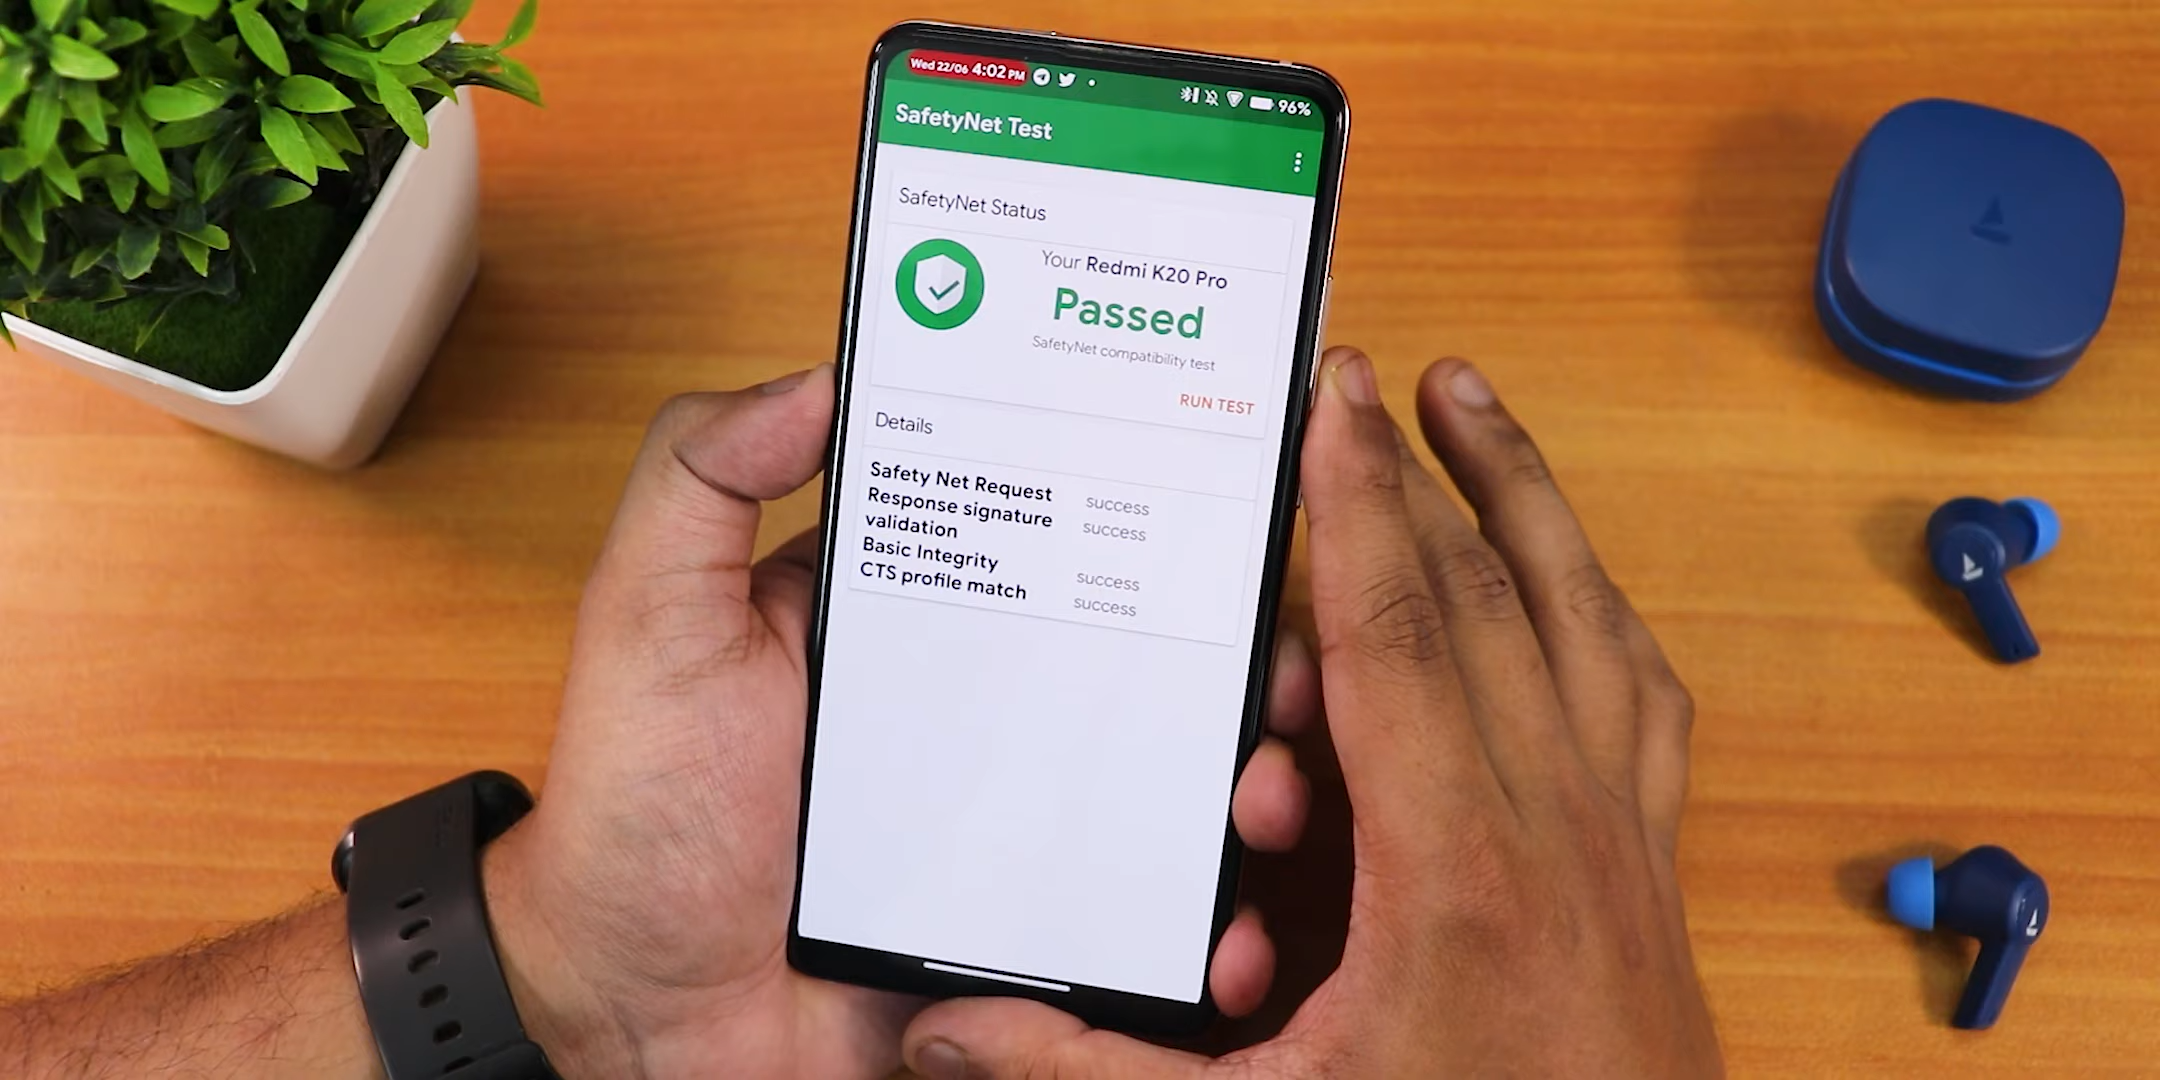 Wed 22/06 4:02 PM 96%
SafetyNet Test
SafetyNet Status
Your Redmi K20 Pro
Passed
SafetyNet compatibility test
RUN TEST
Details
Safety Net Request success
Response signature success
validation
Basic Integrity success
CTS profile match success